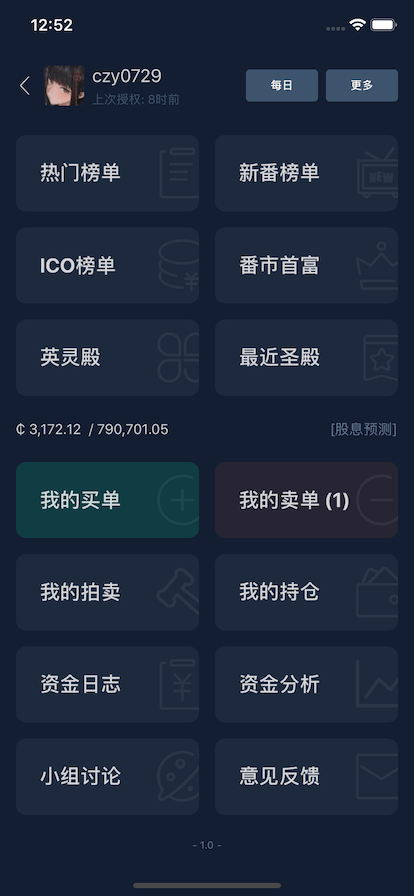 12:52
czy0729
上次授权: 8时前
每日
更多
热门榜单
新番榜单
NEW
ICO榜单
番市首富
英灵殿
最近圣殿
₵ 3,172.12 / 790,701.05
[股息预测]
我的买单
我的卖单 (1)
我的拍卖
我的持仓
资金日志
¥
资金分析
小组讨论
意见反馈
- 1.0 -